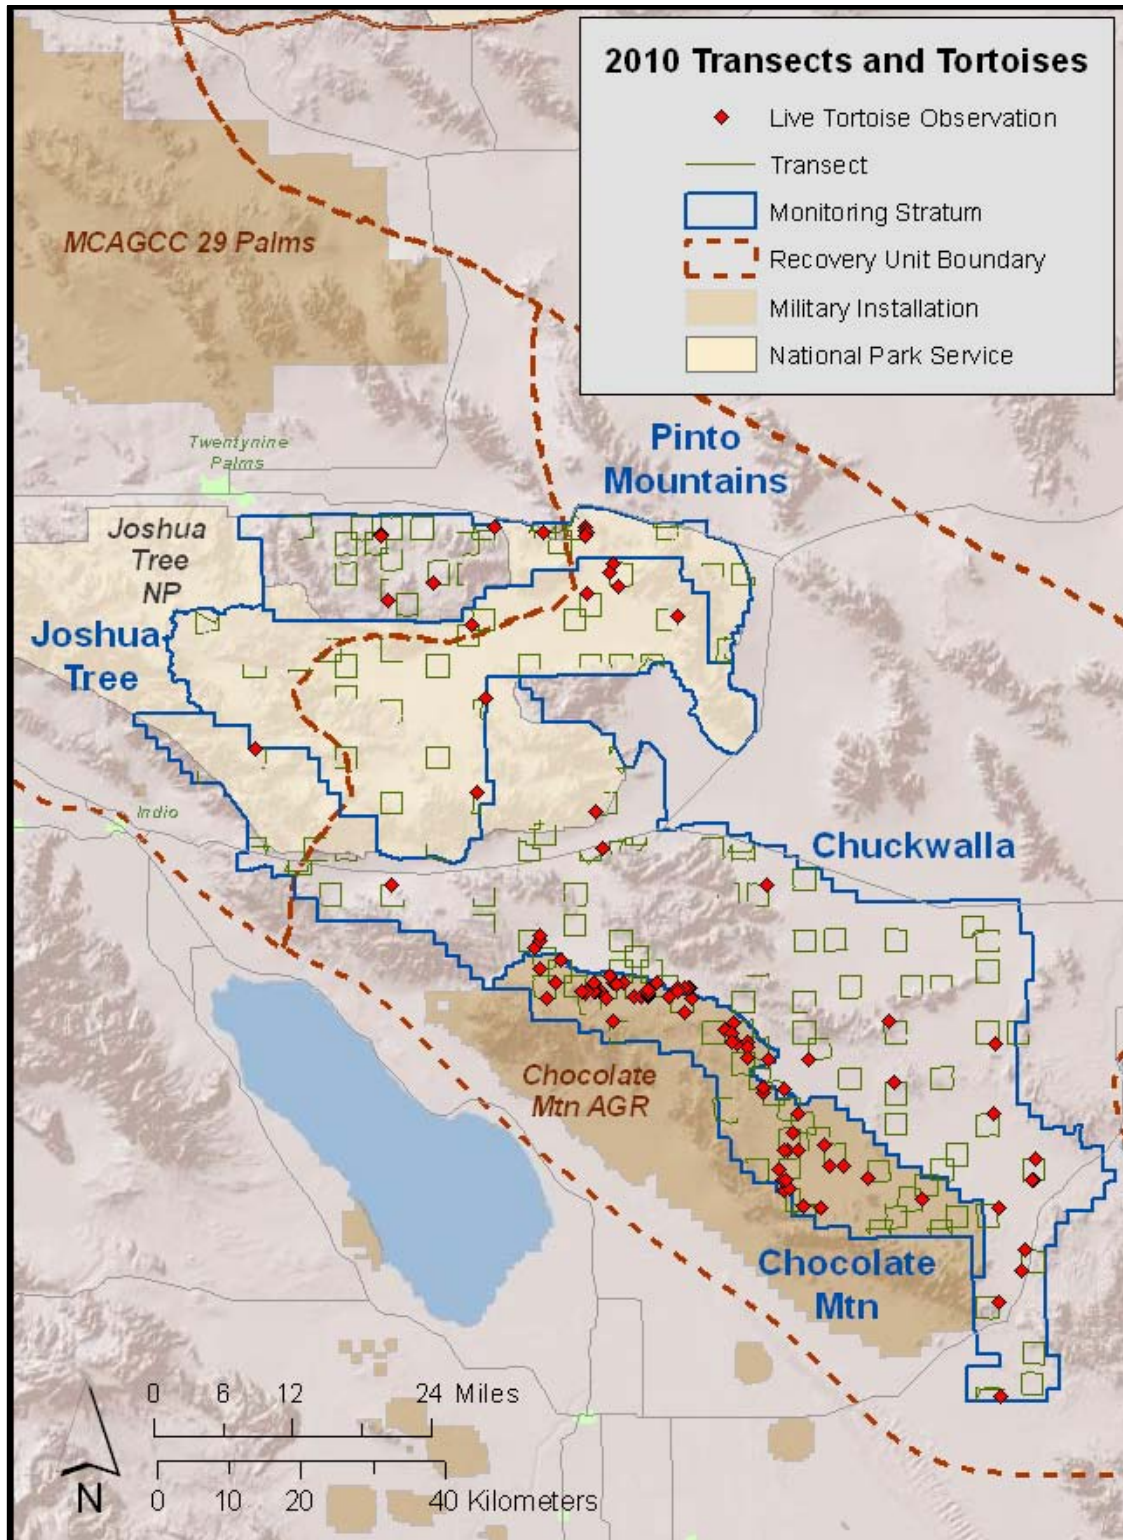 2010 Transects and Tortoises
Live Tortoise Observation
Transect
Monitoring Stratum
Recovery Unit Boundary
Military Installation
National Park Service
MCAGCC 29 Palms
Twentynine
Palms
Pinto
Mountains
Joshua
Tree
NP
Joshua
Tree
Indio
Chuckwalla
Chocolate
Mtn AGR
Chocolate
Mtn
0 6 12 24 Miles
N
0 10 20 40 Kilometers